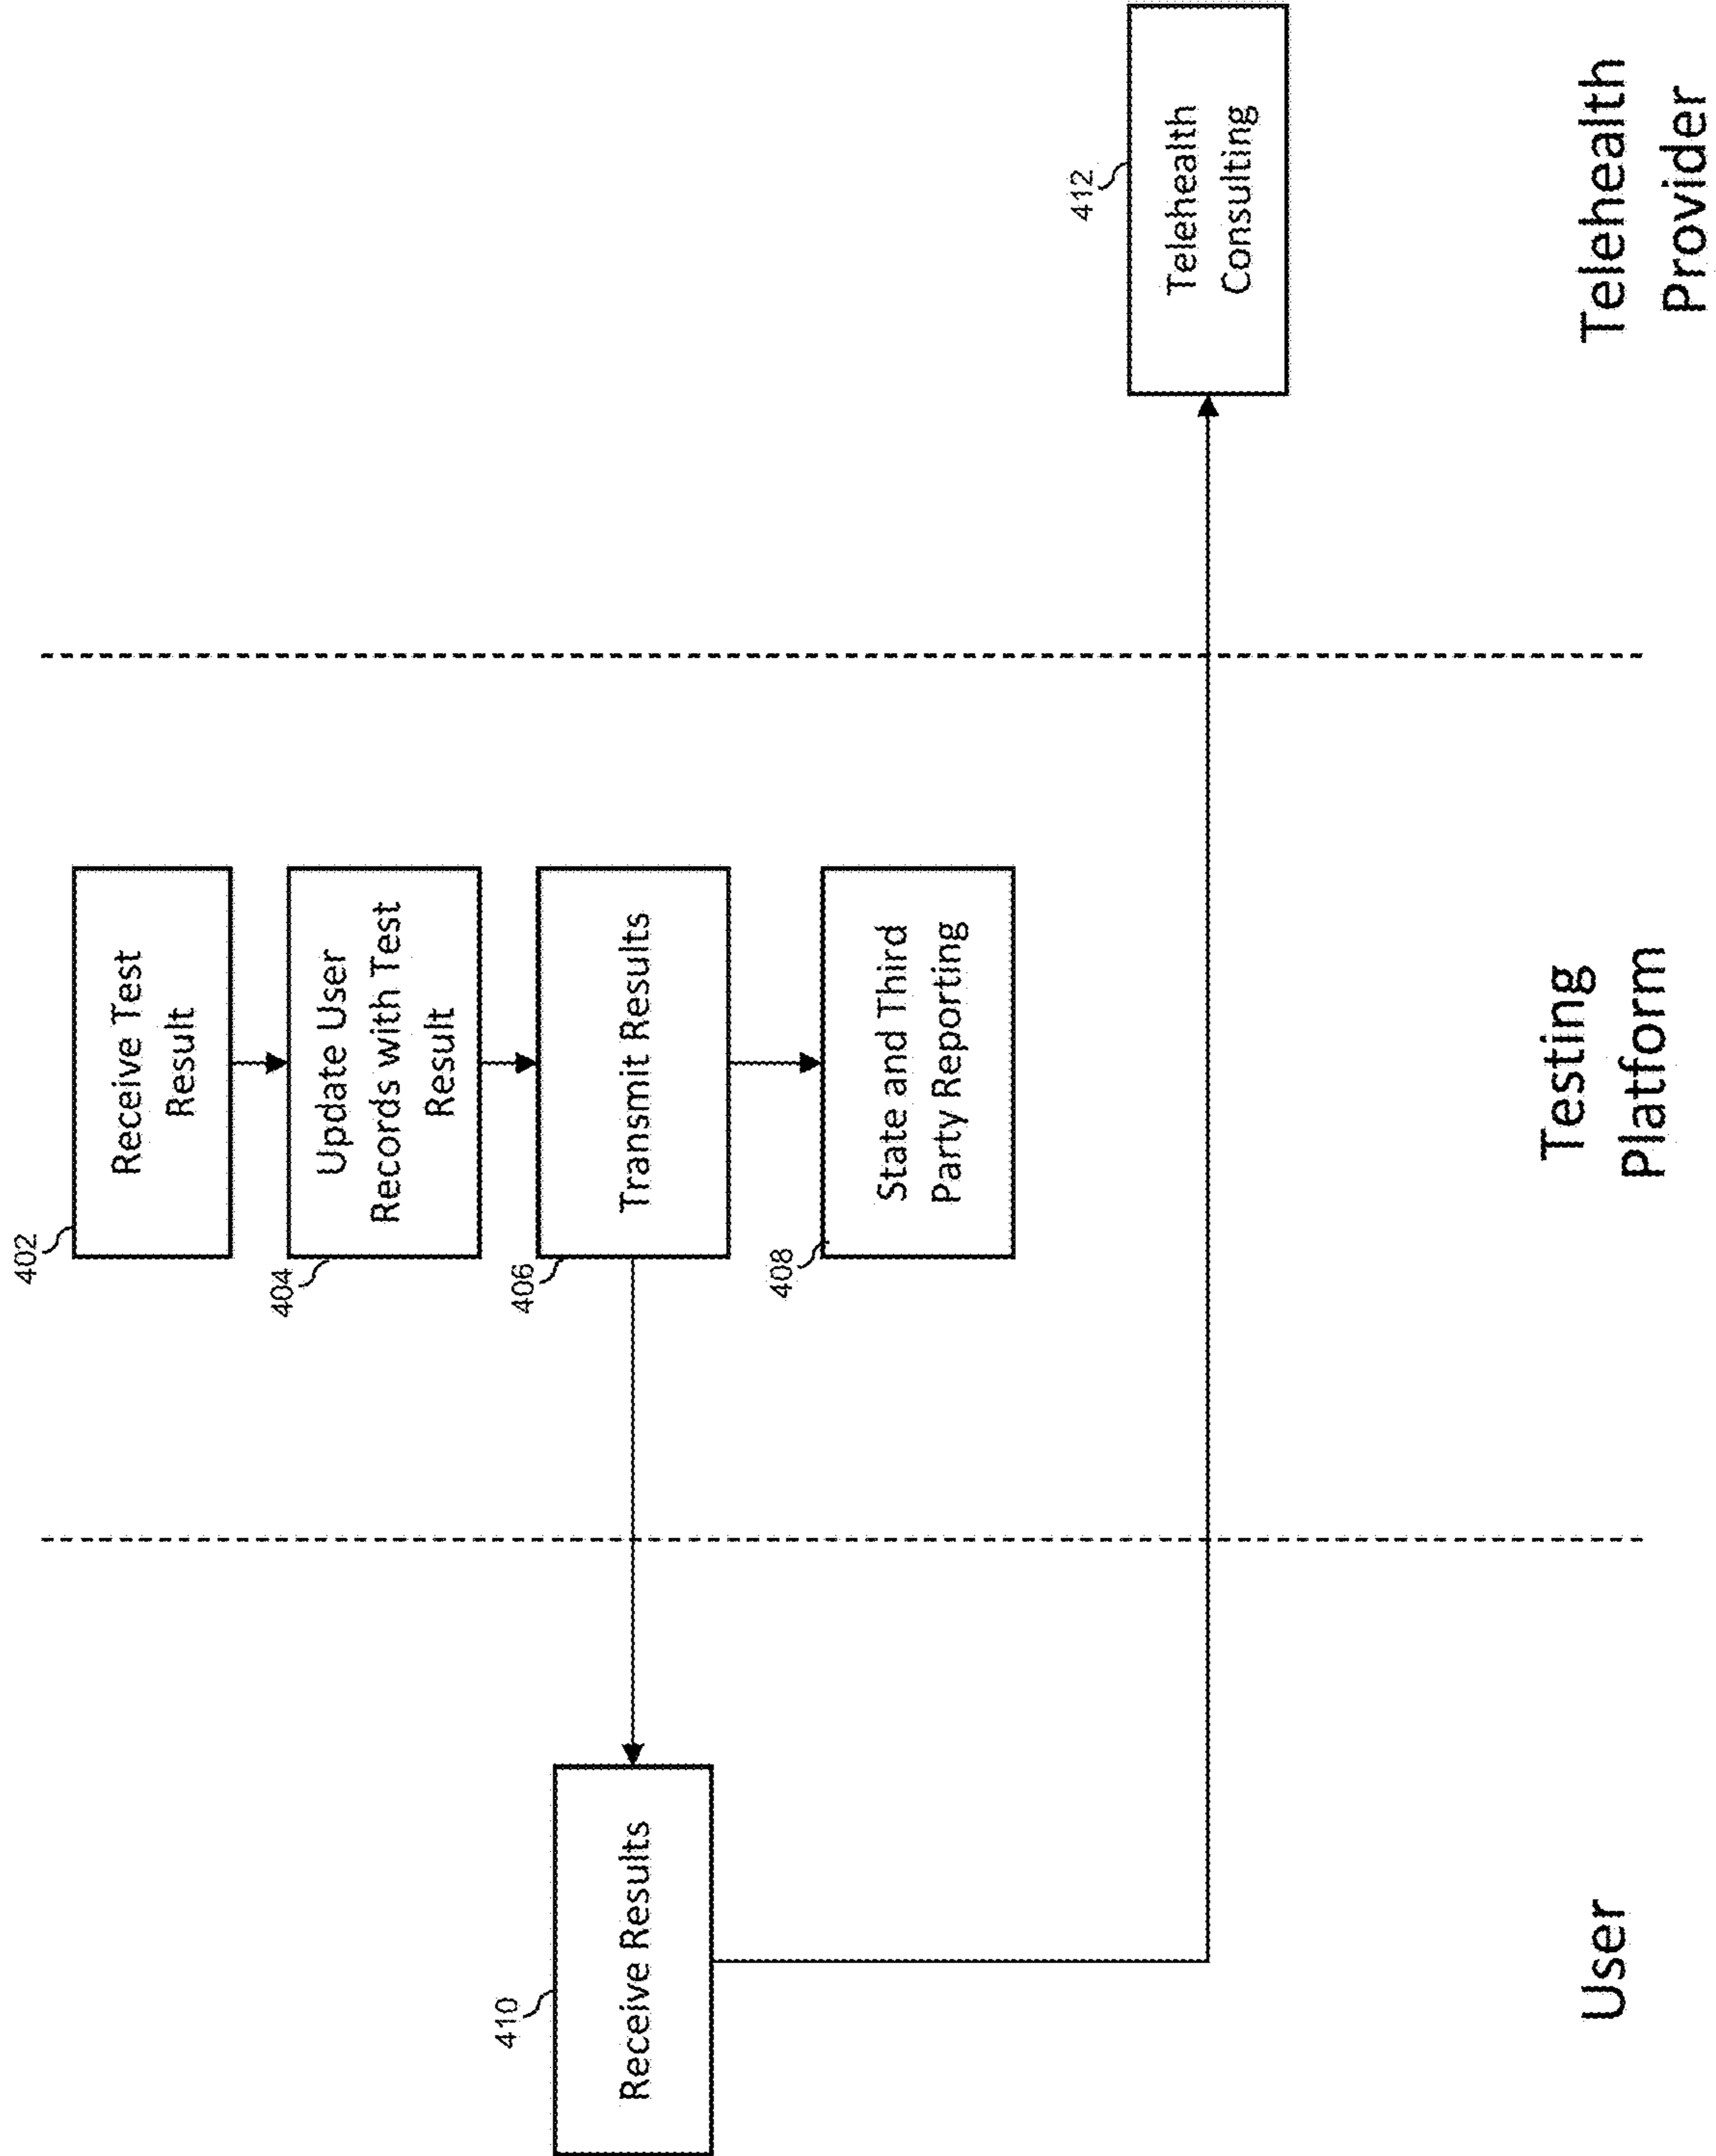 402
Receive Test
Result
404
Update User
Records with Test
Result
406
Transmit Results
408
State and Third
Party Reporting
410
Receive Results
412
Telehealth
Consulting
User
Testing
Platform
Telehealth
Provider